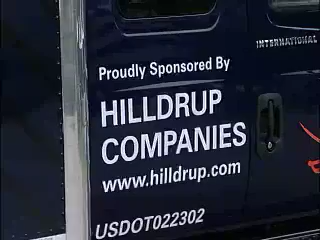 INTERNATIONAL
Proudly Sponsored By
HILLDRUP
COMPANIES
www.hilldrup.com
USDOT022302